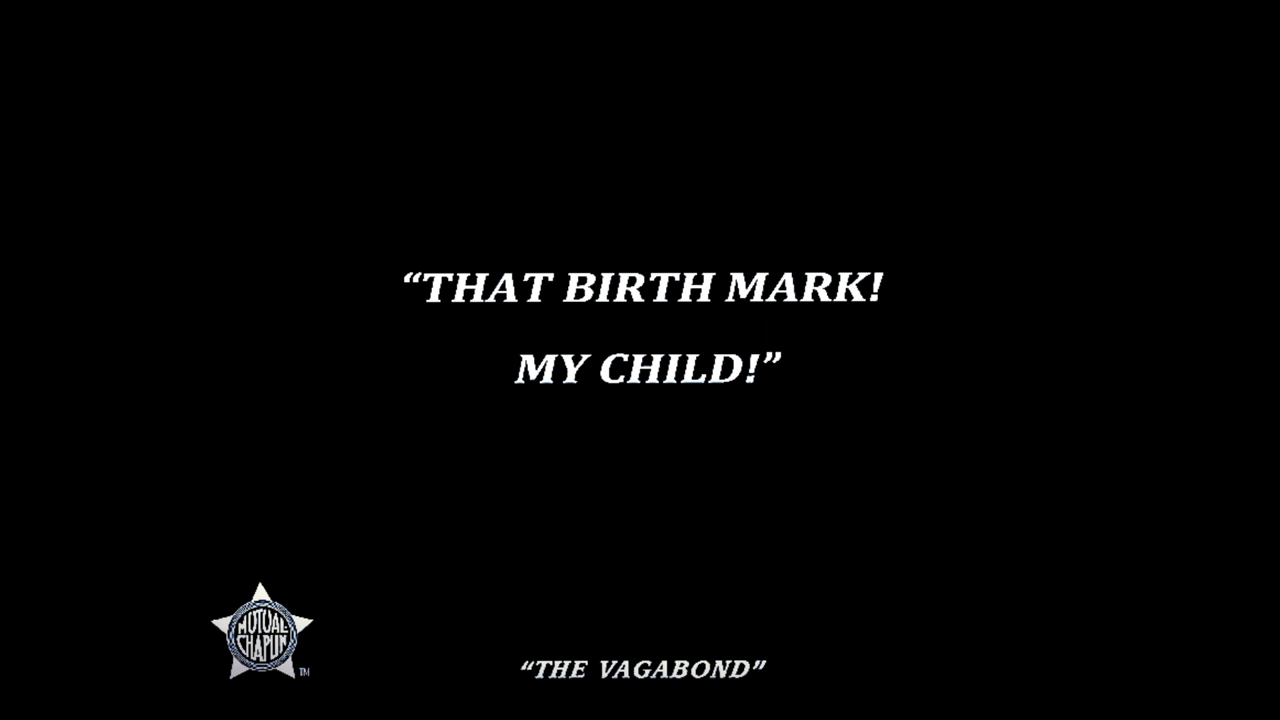 “THAT BIRTH MARK!
MY CHILD!”
MUTUAL-
CHAPLIN
TM
“THE VAGABOND”